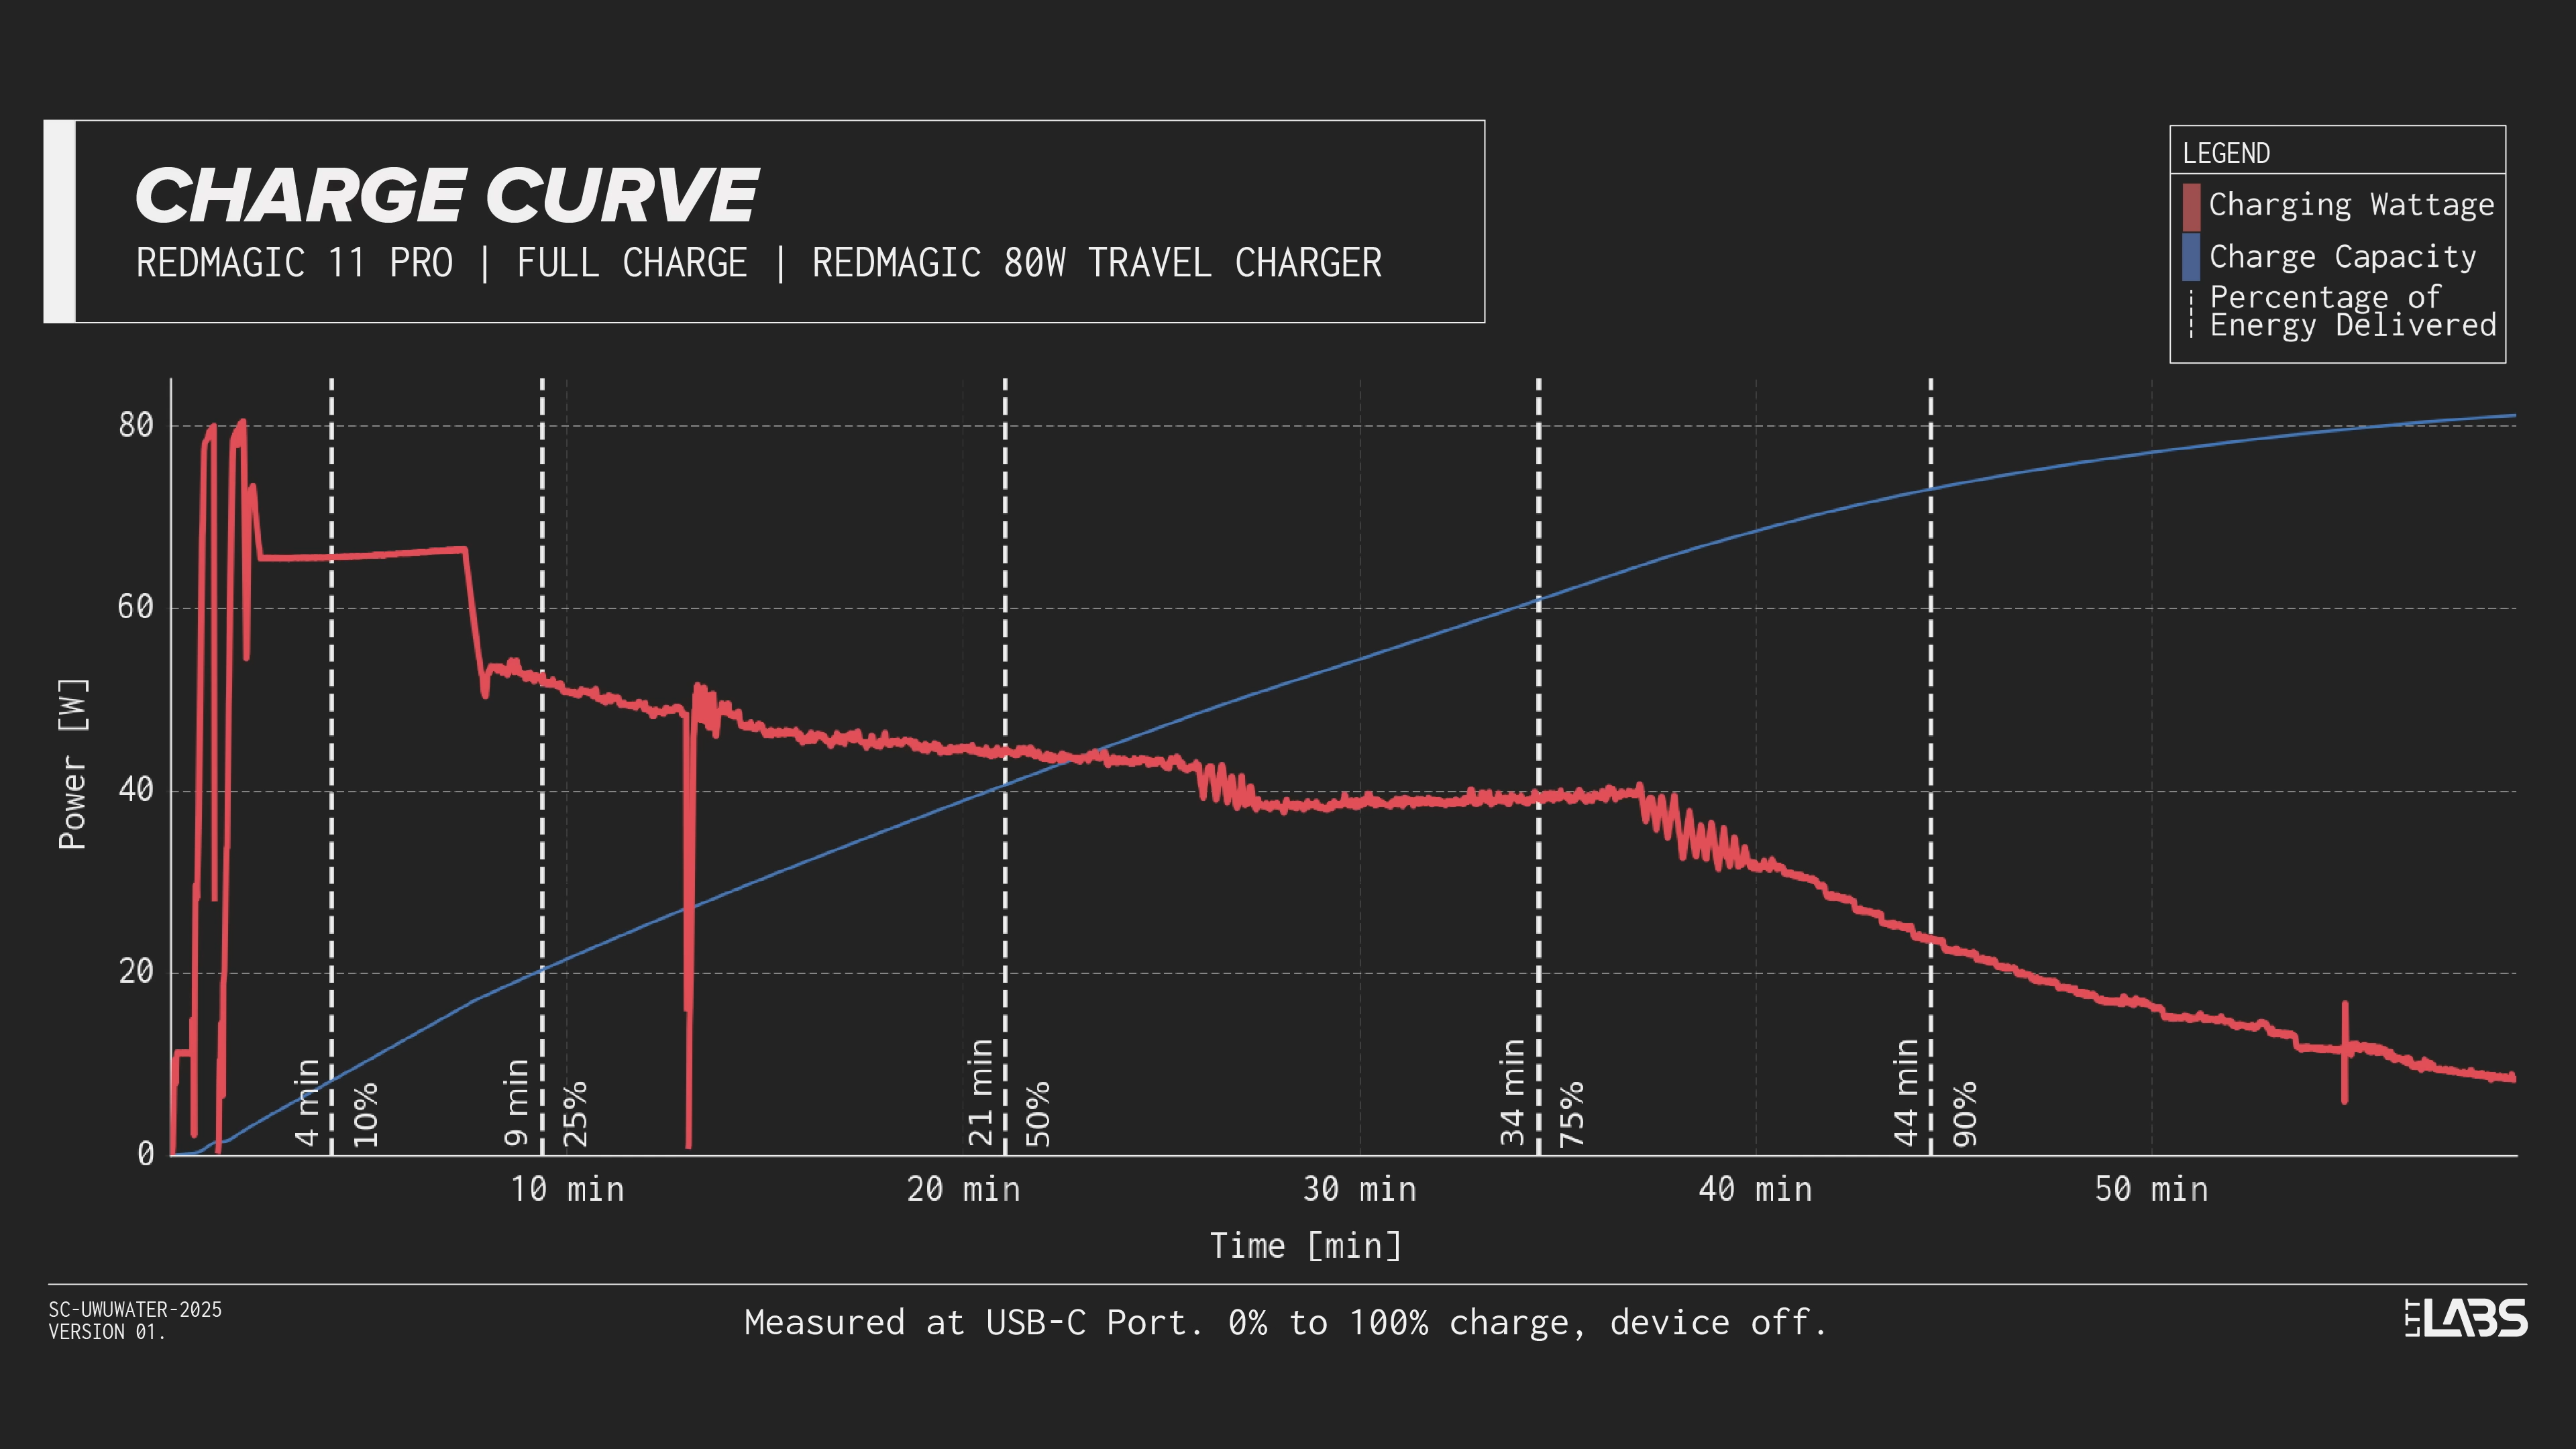 CHARGE CURVE
REDMAGIC 11 PRO | FULL CHARGE | REDMAGIC 80W TRAVEL CHARGER
LEGEND
Charging Wattage
Charge Capacity
Percentage of
Energy Delivered
Power [W]
80
60
40
20
0
4 min
10%
9 min
25%
21 min
50%
34 min
75%
44 min
90%
10 min
20 min
30 min
40 min
50 min
Time [min]
SC-UWUWATER-2025
VERSION 01.
Measured at USB-C Port. 0% to 100% charge, device off.
LTT LABS